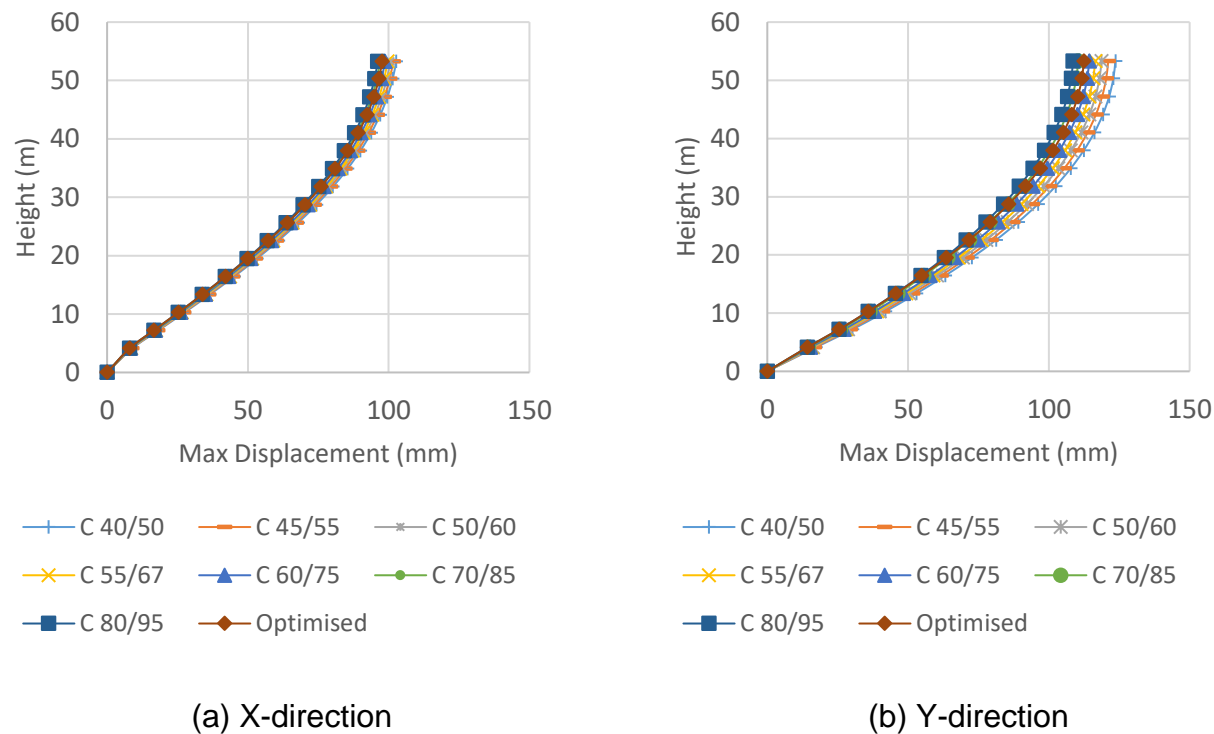 60
50
40
30
20
10
0
Height (m)
0 50 100 150
Max Displacement (mm)
C 40/50 C 45/55 C 50/60
C 55/67 C 60/75 C 70/85
C 80/95 Optimised
(a) X-direction
60
50
40
30
20
10
0
Height (m)
0 50 100 150
Max Displacement (mm)
C 40/50 C 45/55 C 50/60
C 55/67 C 60/75 C 70/85
C 80/95 Optimised
(b) Y-direction